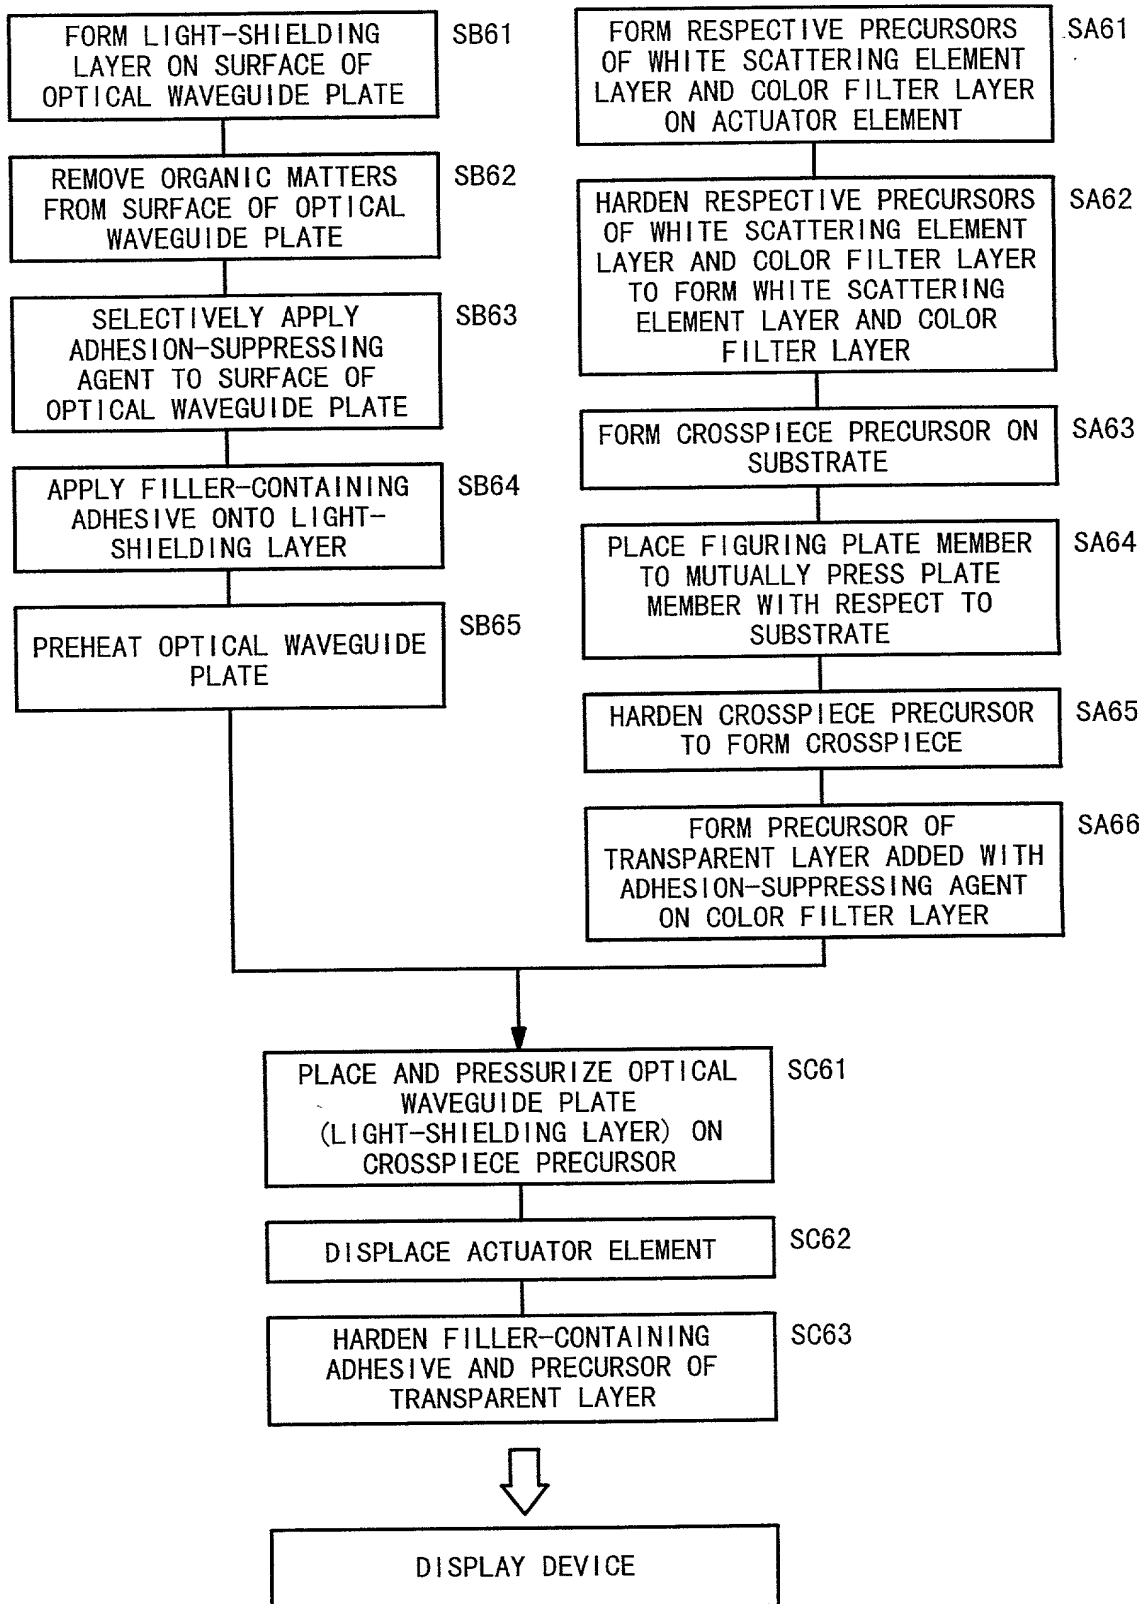 FORM LIGHT-SHIELDING
LAYER ON SURFACE OF
OPTICAL WAVEGUIDE PLATE
SB61
REMOVE ORGANIC MATTERS
FROM SURFACE OF OPTICAL
WAVEGUIDE PLATE
SB62
SELECTIVELY APPLY
ADHESION-SUPPRESSING
AGENT TO SURFACE OF
OPTICAL WAVEGUIDE PLATE
SB63
APPLY FILLER-CONTAINING
ADHESIVE ONTO LIGHT-
SHIELDING LAYER
SB64
PREHEAT OPTICAL WAVEGUIDE
PLATE
SB65
FORM RESPECTIVE PRECURSORS
OF WHITE SCATTERING ELEMENT
LAYER AND COLOR FILTER LAYER
ON ACTUATOR ELEMENT
SA61
HARDEN RESPECTIVE PRECURSORS
OF WHITE SCATTERING ELEMENT
LAYER AND COLOR FILTER LAYER
TO FORM WHITE SCATTERING
ELEMENT LAYER AND COLOR
FILTER LAYER
SA62
FORM CROSSPIECE PRECURSOR ON
SUBSTRATE
SA63
PLACE FIGURING PLATE MEMBER
TO MUTUALLY PRESS PLATE
MEMBER WITH RESPECT TO
SUBSTRATE
SA64
HARDEN CROSSPIECE PRECURSOR
TO FORM CROSSPIECE
SA65
FORM PRECURSOR OF
TRANSPARENT LAYER ADDED WITH
ADHESION-SUPPRESSING AGENT
ON COLOR FILTER LAYER
SA66
PLACE AND PRESSURIZE OPTICAL
WAVEGUIDE PLATE
(LIGHT-SHIELDING LAYER) ON
CROSSPIECE PRECURSOR
SC61
DISPLACE ACTUATOR ELEMENT
SC62
HARDEN FILLER-CONTAINING
ADHESIVE AND PRECURSOR OF
TRANSPARENT LAYER
SC63
DISPLAY DEVICE